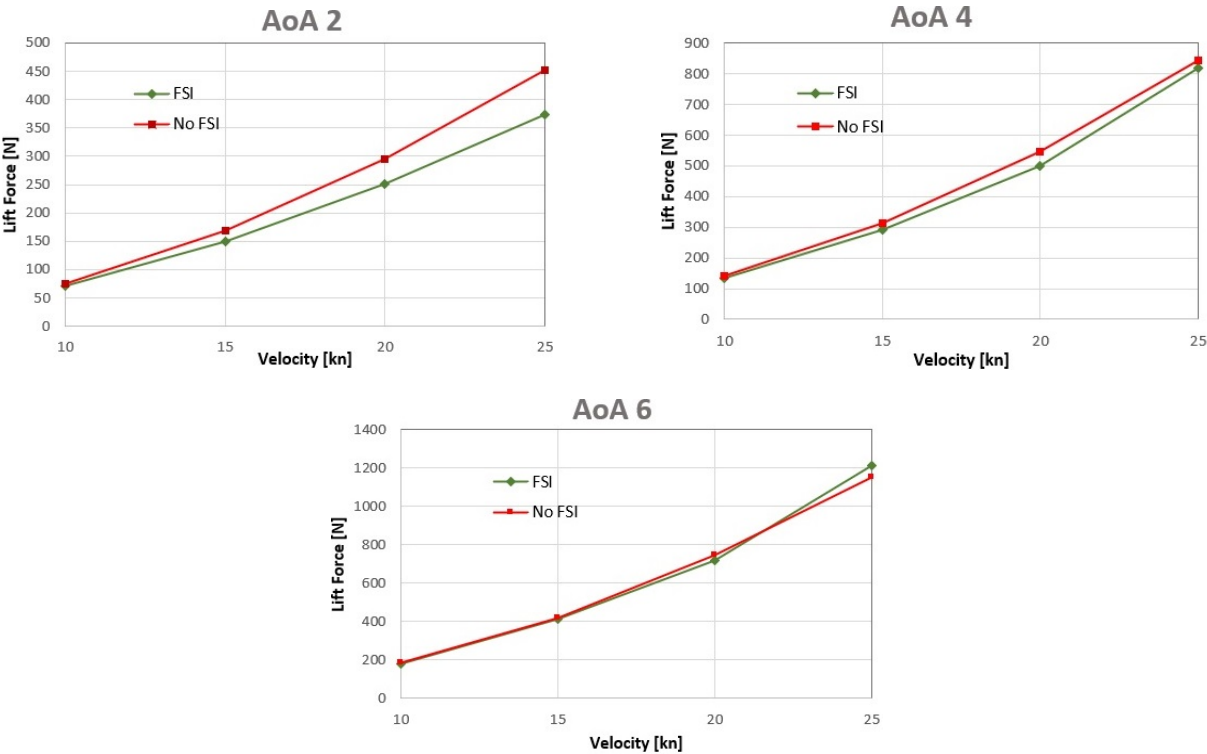 AoA 2
500
450
400
350
300
250
200
150
100
50
0
Lift Force [N]
FSI
No FSI
10 15 20 25
Velocity [kn]
AoA 4
900
800
700
600
500
400
300
200
100
0
Lift Force [N]
FSI
No FSI
10 15 20 25
Velocity [kn]
AoA 6
1400
1200
1000
800
600
400
200
0
Lift Force [N]
FSI
No FSI
10 15 20 25
Velocity [kn]